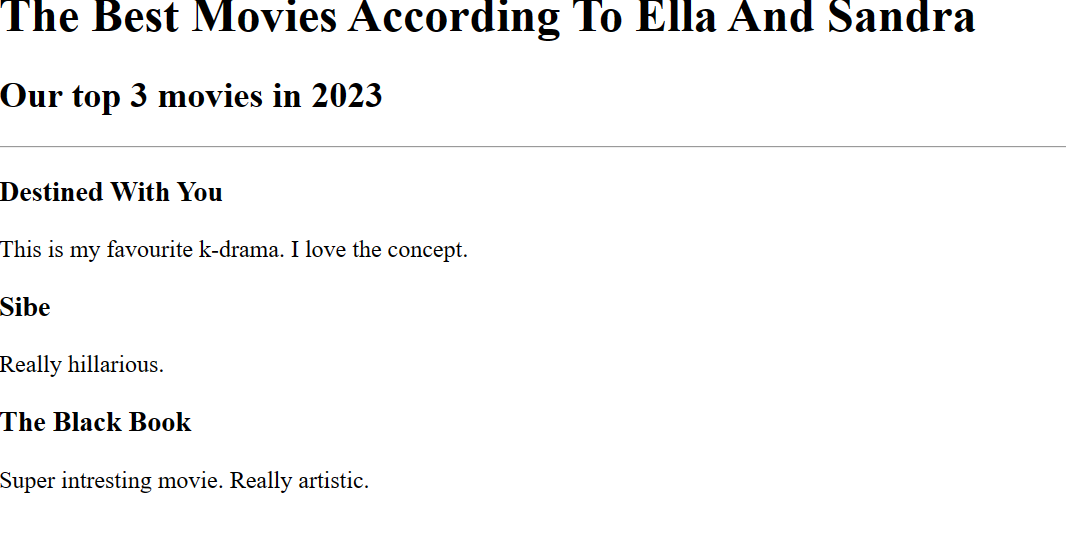 The Best Movies According To Ella And Sandra
Our top 3 movies in 2023
Destined With You
This is my favourite k-drama. I love the concept.
Sibe
Really hillarious.
The Black Book
Super intresting movie. Really artistic.